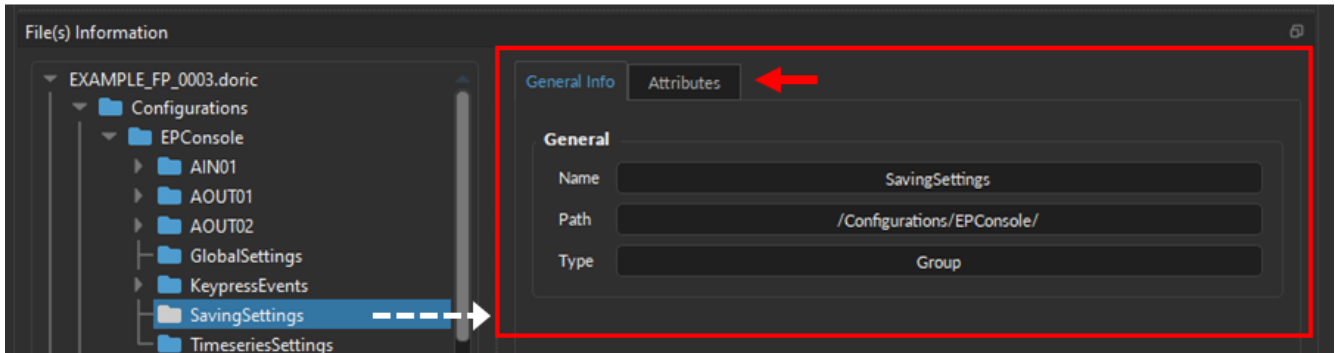 File(s) Information
EXAMPLE_FP_0003.doric
Configurations
EPConsole
AIN01
AOUT01
AOUT02
GlobalSettings
KeypressEvents
SavingSettings
TimeseriesSettings
General Info Attributes
General
Name SavingSettings
Path /Configurations/EPConsole/
Type Group